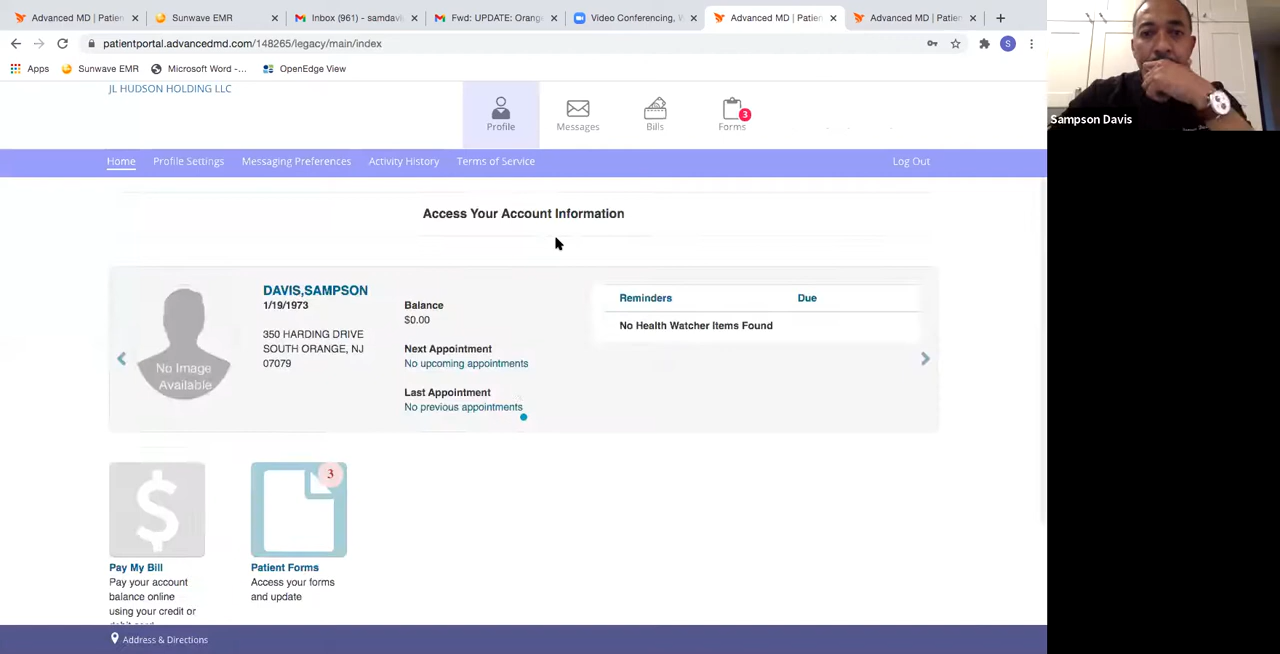 Advanced MD | Patien
Sunwave EMR
Inbox (961) - samdavi
Fwd: UPDATE: Orang
Video Conferencing, W
Advanced MD | Patien
Advanced MD | Patien
patientportal.advancedmd.com/148265/legacy/main/index
S
Apps
Sunwave EMR
Microsoft Word -...
OpenEdge View
JL HUDSON HOLDING LLC
Profile
Messages
Bills
Forms
3
Home
Profile Settings
Messaging Preferences
Activity History
Terms of Service
Log Out
Access Your Account Information
No Image
Available
DAVIS,SAMPSON
1/19/1973
350 HARDING DRIVE
SOUTH ORANGE, NJ
07079
Balance
$0.00
Next Appointment
No upcoming appointments
Last Appointment
No previous appointments
Reminders
Due
No Health Watcher Items Found
Pay My Bill
Pay your account
balance online
using your credit or
3
Patient Forms
Access your forms
and update
Address & Directions
Sampson Davis